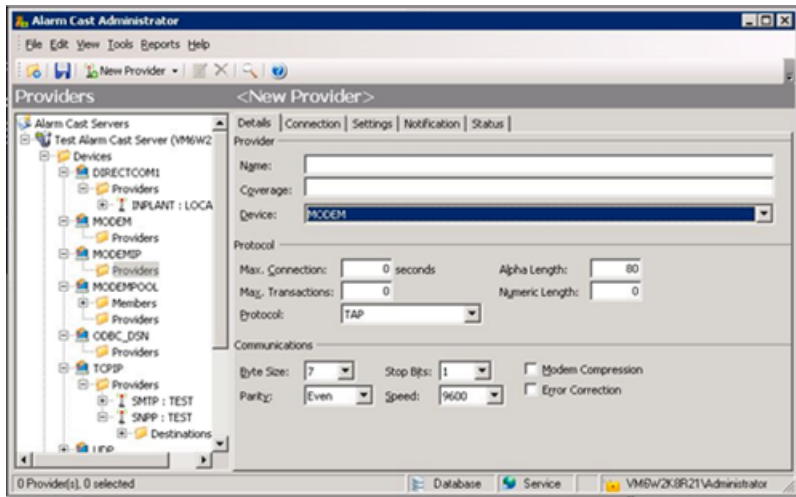 Alarm Cast Administrator
File Edit View Tools Reports Help
New Provider
Providers
<New Provider>
Alarm Cast Servers
Test Alarm Cast Server (VM6W2
Devices
DIRECTCOM1
Providers
INPLANT : LOCA
MODEM
Providers
MODEMIP
Providers
MODEMPOOL
Members
Providers
ODBC_DSN
Providers
TCPIP
Providers
SMTP : TEST
SNPP : TEST
Destinations
UDP
Details Connection Settings Notification Status
Provider
Name:
Coverage:
Device: MODEM
Protocol
Max. Connection: 0 seconds Alpha Length: 80
Max. Transactions: 0 Numeric Length: 0
Protocol: TAP
Communications
Byte Size: 7 Stop Bits: 1 Modem Compression
Parity: Even Speed: 9600 Error Correction
0 Provider(s), 0 selected Database Service VM6W2K8R21\Administrator